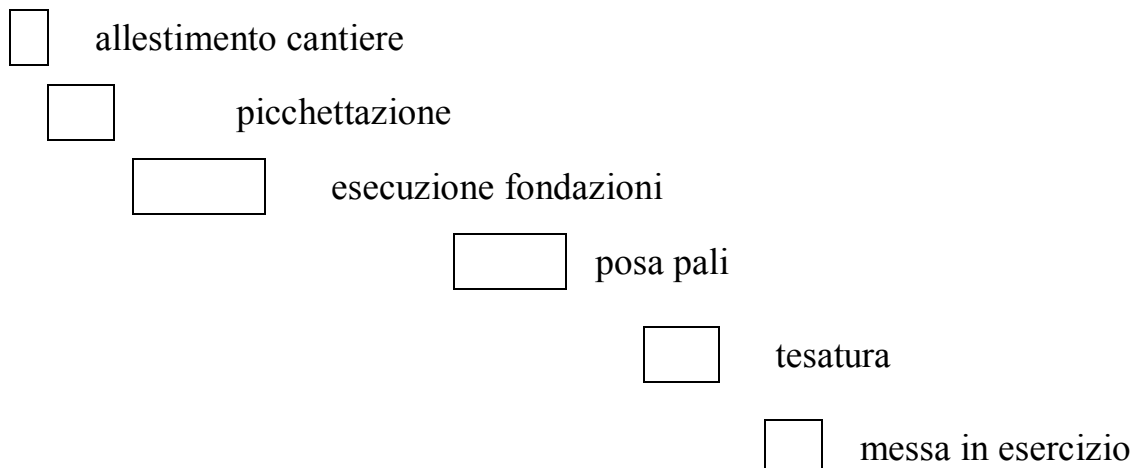 allestimento cantiere
picchettazione
esecuzione fondazioni
posa pali
tesatura
messa in esercizio